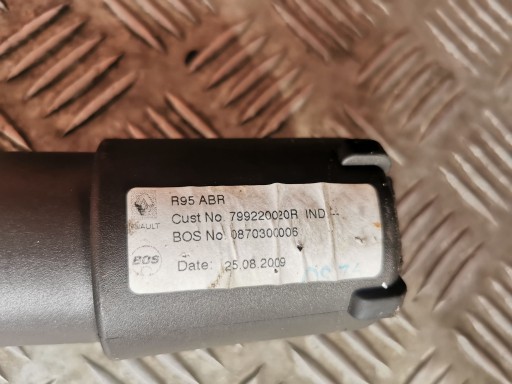 R95 ABR
RENAULT
Cust No. 799220020R IND.--
BOS No. 0870300006
BOS
Date: 25.08.2009